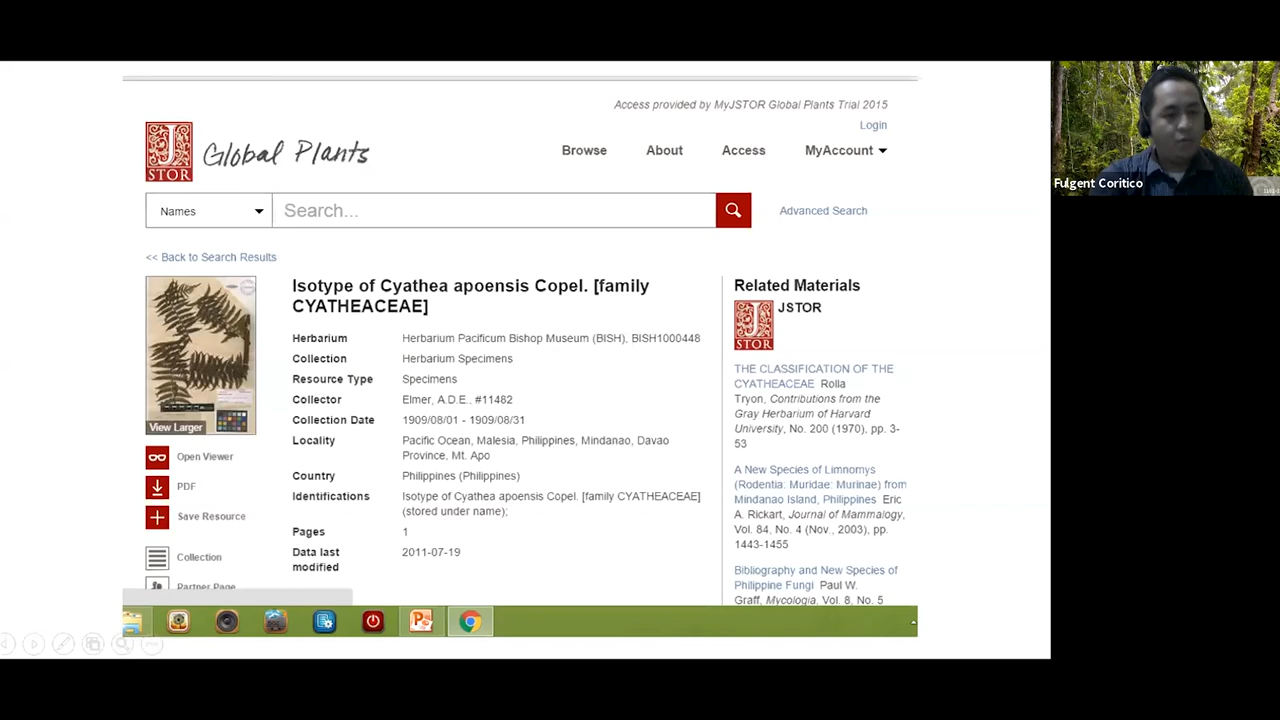 Access provided by MyJSTOR Global Plants Trial 2015
Login
J
STOR
Global Plants
Browse
About
Access
MyAccount
Names
Search...
Advanced Search
<< Back to Search Results
View Larger
Open Viewer
PDF
Save Resource
Collection
Partner Page
Isotype of Cyathea apoensis Copel. [family
CYATHEACEAE]
Herbarium Herbarium Pacificum Bishop Museum (BISH), BISH1000448
Collection Herbarium Specimens
Resource Type Specimens
Collector Elmer, A.D.E., #11482
Collection Date 1909/08/01 - 1909/08/31
Locality Pacific Ocean, Malesia, Philippines, Mindanao, Davao
Province, Mt. Apo
Country Philippines (Philippines)
Identifications Isotype of Cyathea apoensis Copel. [family CYATHEACEAE]
(stored under name);
Pages 1
Data last 2011-07-19
modified
Related Materials
J
STOR
JSTOR
THE CLASSIFICATION OF THE
CYATHEACEAE Rolla
Tryon, Contributions from the
Gray Herbarium of Harvard
University, No. 200 (1970), pp. 3-
53
A New Species of Limnomys
(Rodentia: Muridae: Murinae) from
Mindanao Island, Philippines Eric
A. Rickart, Journal of Mammalogy,
Vol. 84, No. 4 (Nov., 2003), pp.
1443-1455
Bibliography and New Species of
Philippine Fungi Paul W.
Graff, Mycologia, Vol. 8, No. 5
Fulgent Coritico